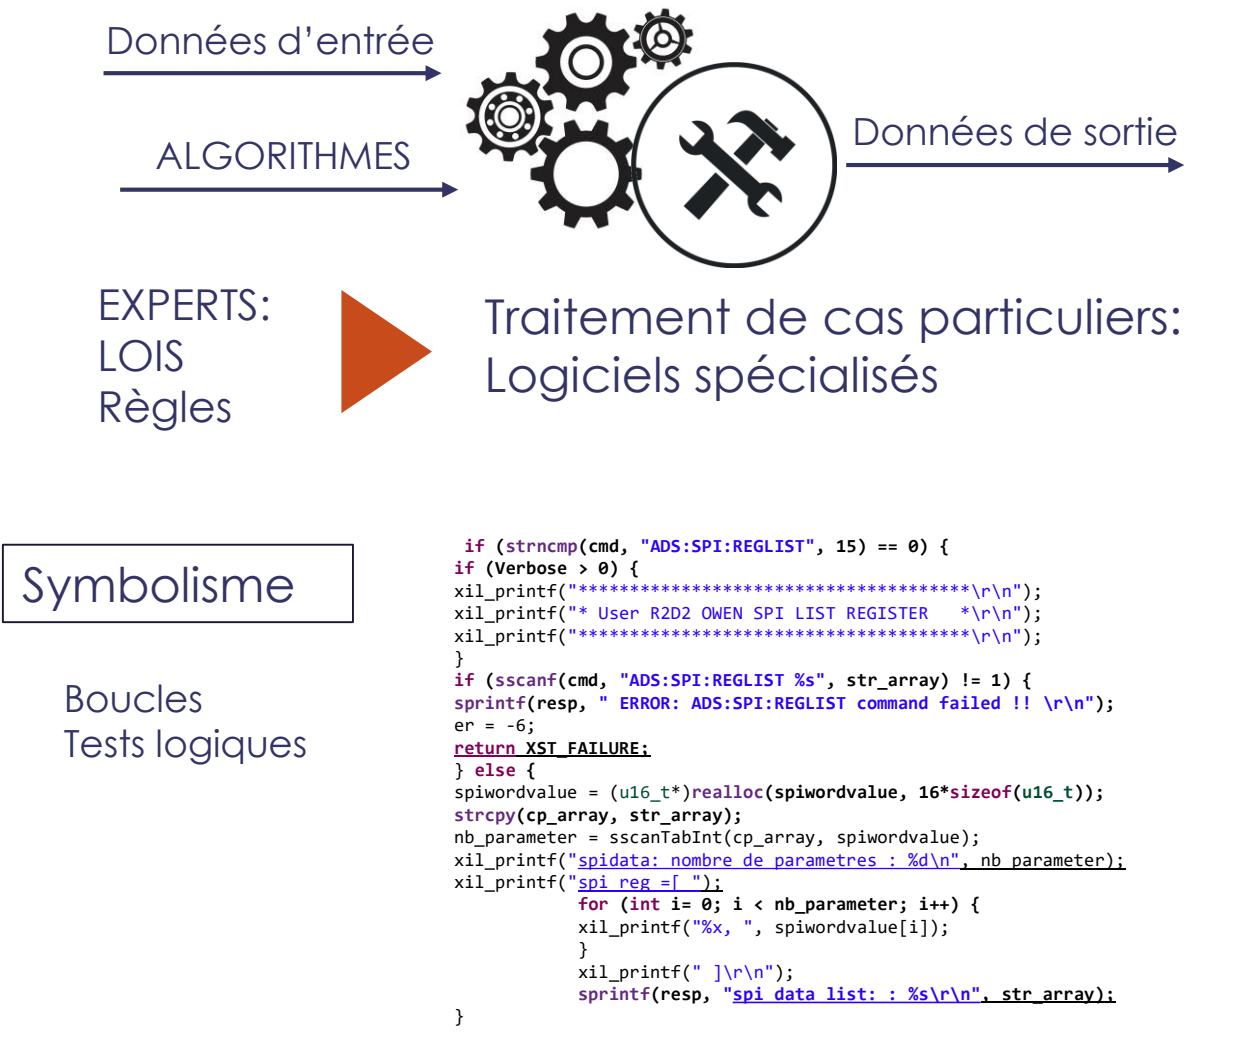 Données d’entrée
ALGORITHMES
Données de sortie
EXPERTS:
LOIS
Règles
Traitement de cas particuliers:
Logiciels spécialisés
Symbolisme
Boucles
Tests logiques
if (strncmp(cmd, "ADS:SPI:REGLIST", 15) == 0) {
if (Verbose > 0) {
xil_printf("**************************************\r\n");
xil_printf("* User R2D2 OWEN SPI LIST REGISTER   *\r\n");
xil_printf("**************************************\r\n");
}
if (sscanf(cmd, "ADS:SPI:REGLIST %s", str_array) != 1) {
sprintf(resp, " ERROR: ADS:SPI:REGLIST command failed !! \r\n");
er = -6;
return XST_FAILURE;
} else {
spiwordvalue = (u16_t*)realloc(spiwordvalue, 16*sizeof(u16_t));
strcpy(cp_array, str_array);
nb_parameter = sscanTabInt(cp_array, spiwordvalue);
xil_printf("spidata: nombre de parametres : %d\n", nb_parameter);
xil_printf("spi_reg =[ ");
for (int i= 0; i < nb_parameter; i++) {
xil_printf("%x, ", spiwordvalue[i]);
}
xil_printf(" ]\r\n");
sprintf(resp, "spi data list: : %s\r\n", str_array);
}